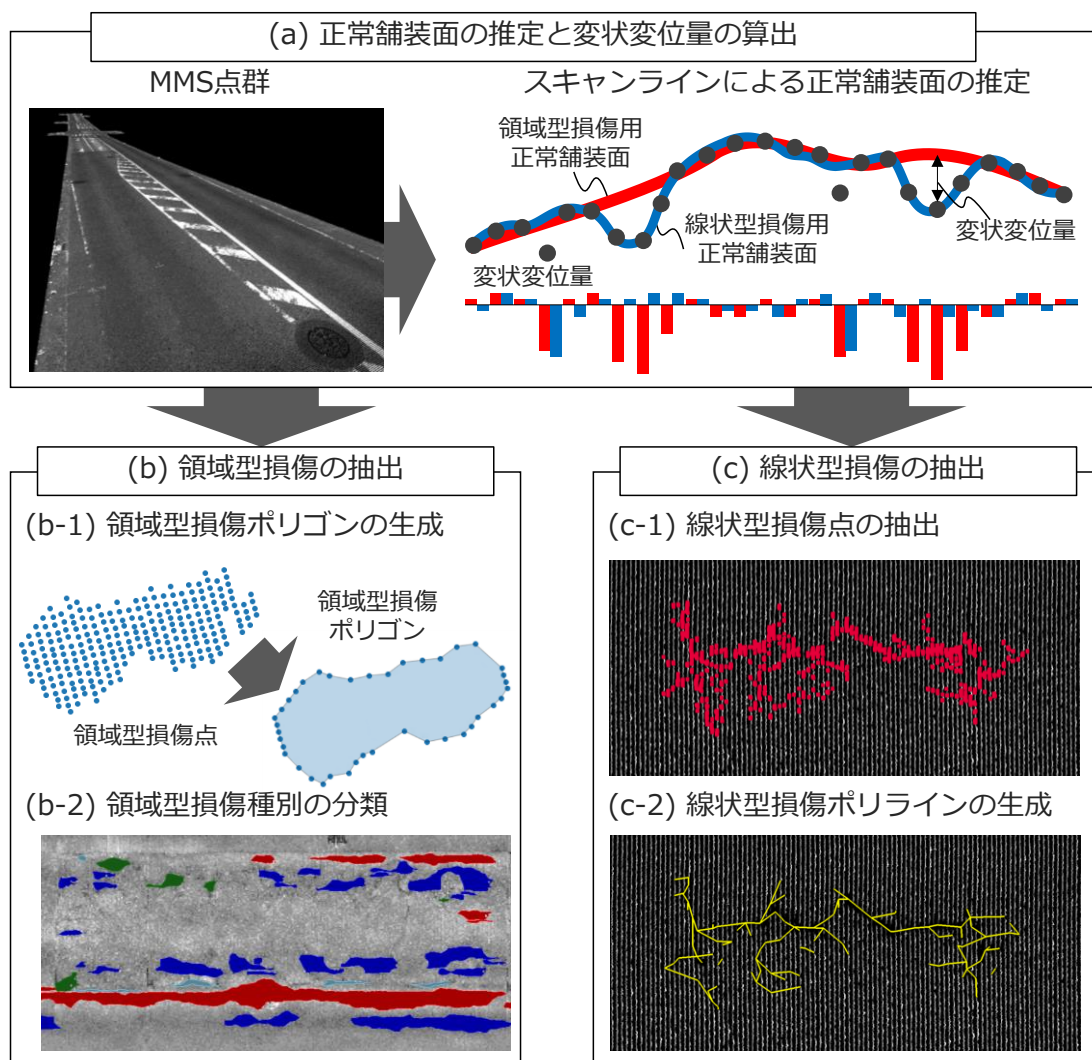 (a) 正常舗装面の推定と変状変位量の算出
MMS点群
スキャンラインによる正常舗装面の推定
領域型損傷用
正常舗装面
線状型損傷用
正常舗装面
変状変位量
変状変位量
(b) 領域型損傷の抽出
(b-1) 領域型損傷ポリゴンの生成
領域型損傷
ポリゴン
領域型損傷点
(b-2) 領域型損傷種別の分類
(c) 線状型損傷の抽出
(c-1) 線状型損傷点の抽出
(c-2) 線状型損傷ポリラインの生成